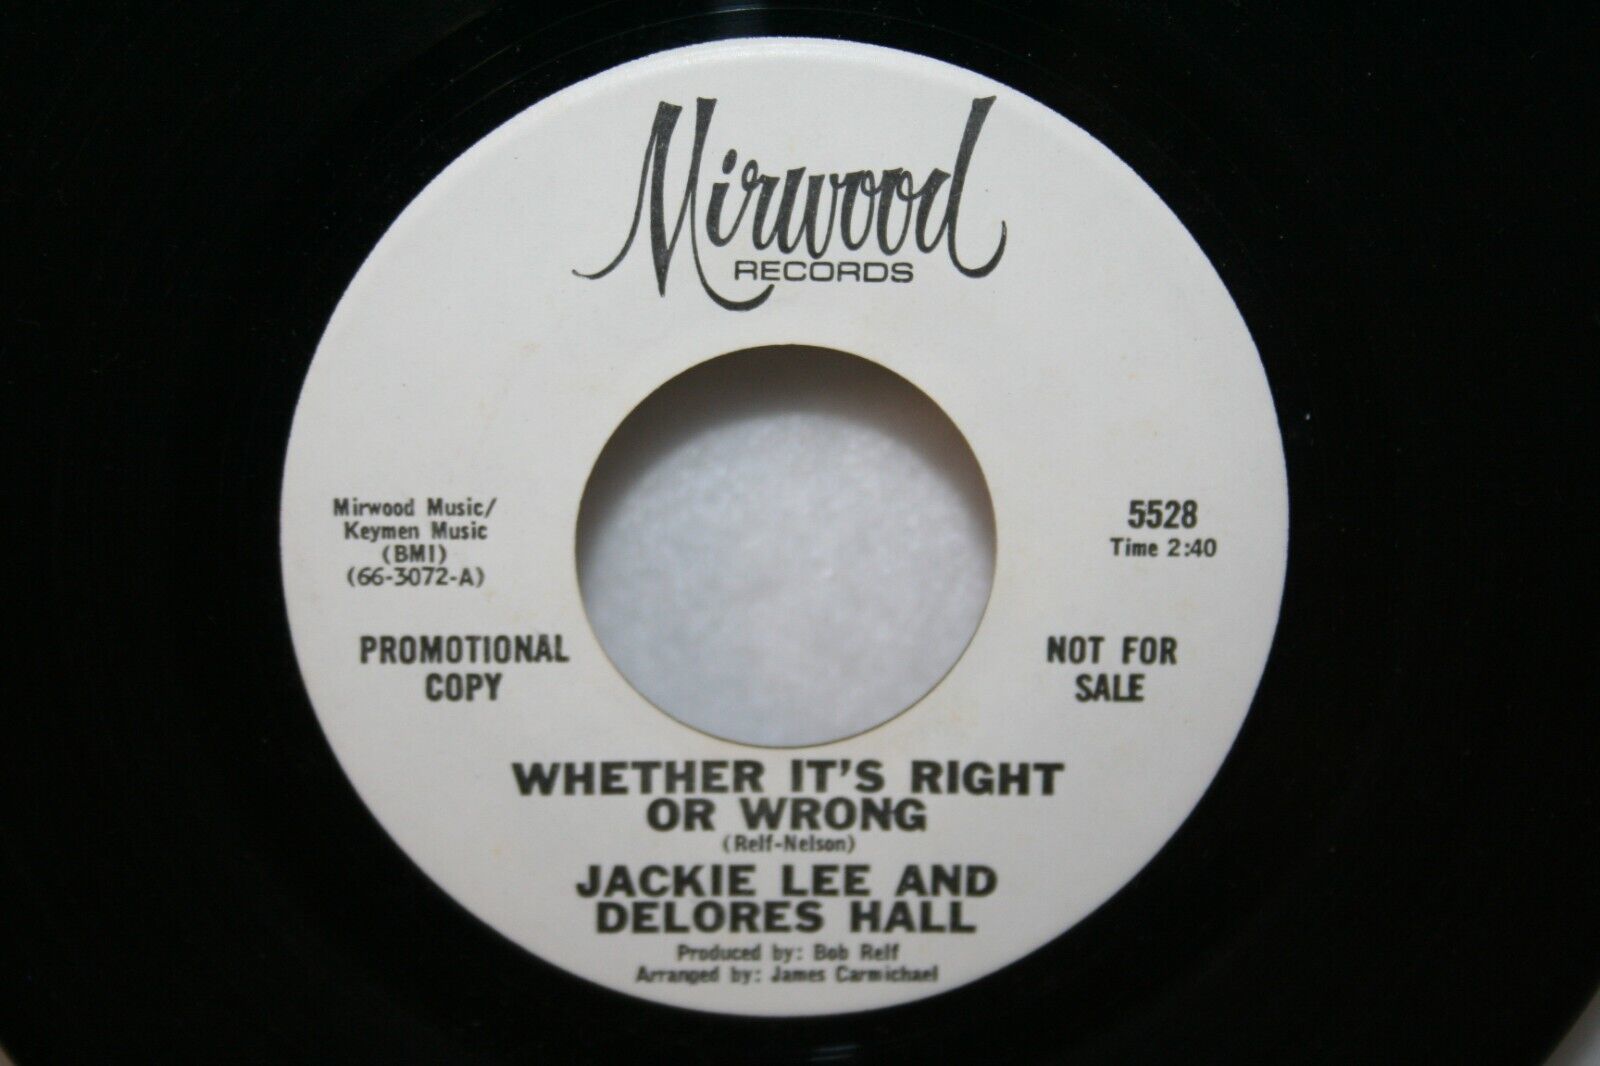 Mirwood
RECORDS
Mirwood Music/
Keymen Music
(BMI)
(66-3072-A)
5528
Time 2:40
PROMOTIONAL
COPY
NOT FOR
SALE
WHETHER IT'S RIGHT
OR WRONG
(Relf-Nelson)
JACKIE LEE AND
DELORES HALL
Produced by: Bob Relf
Arranged by: James Carmichael